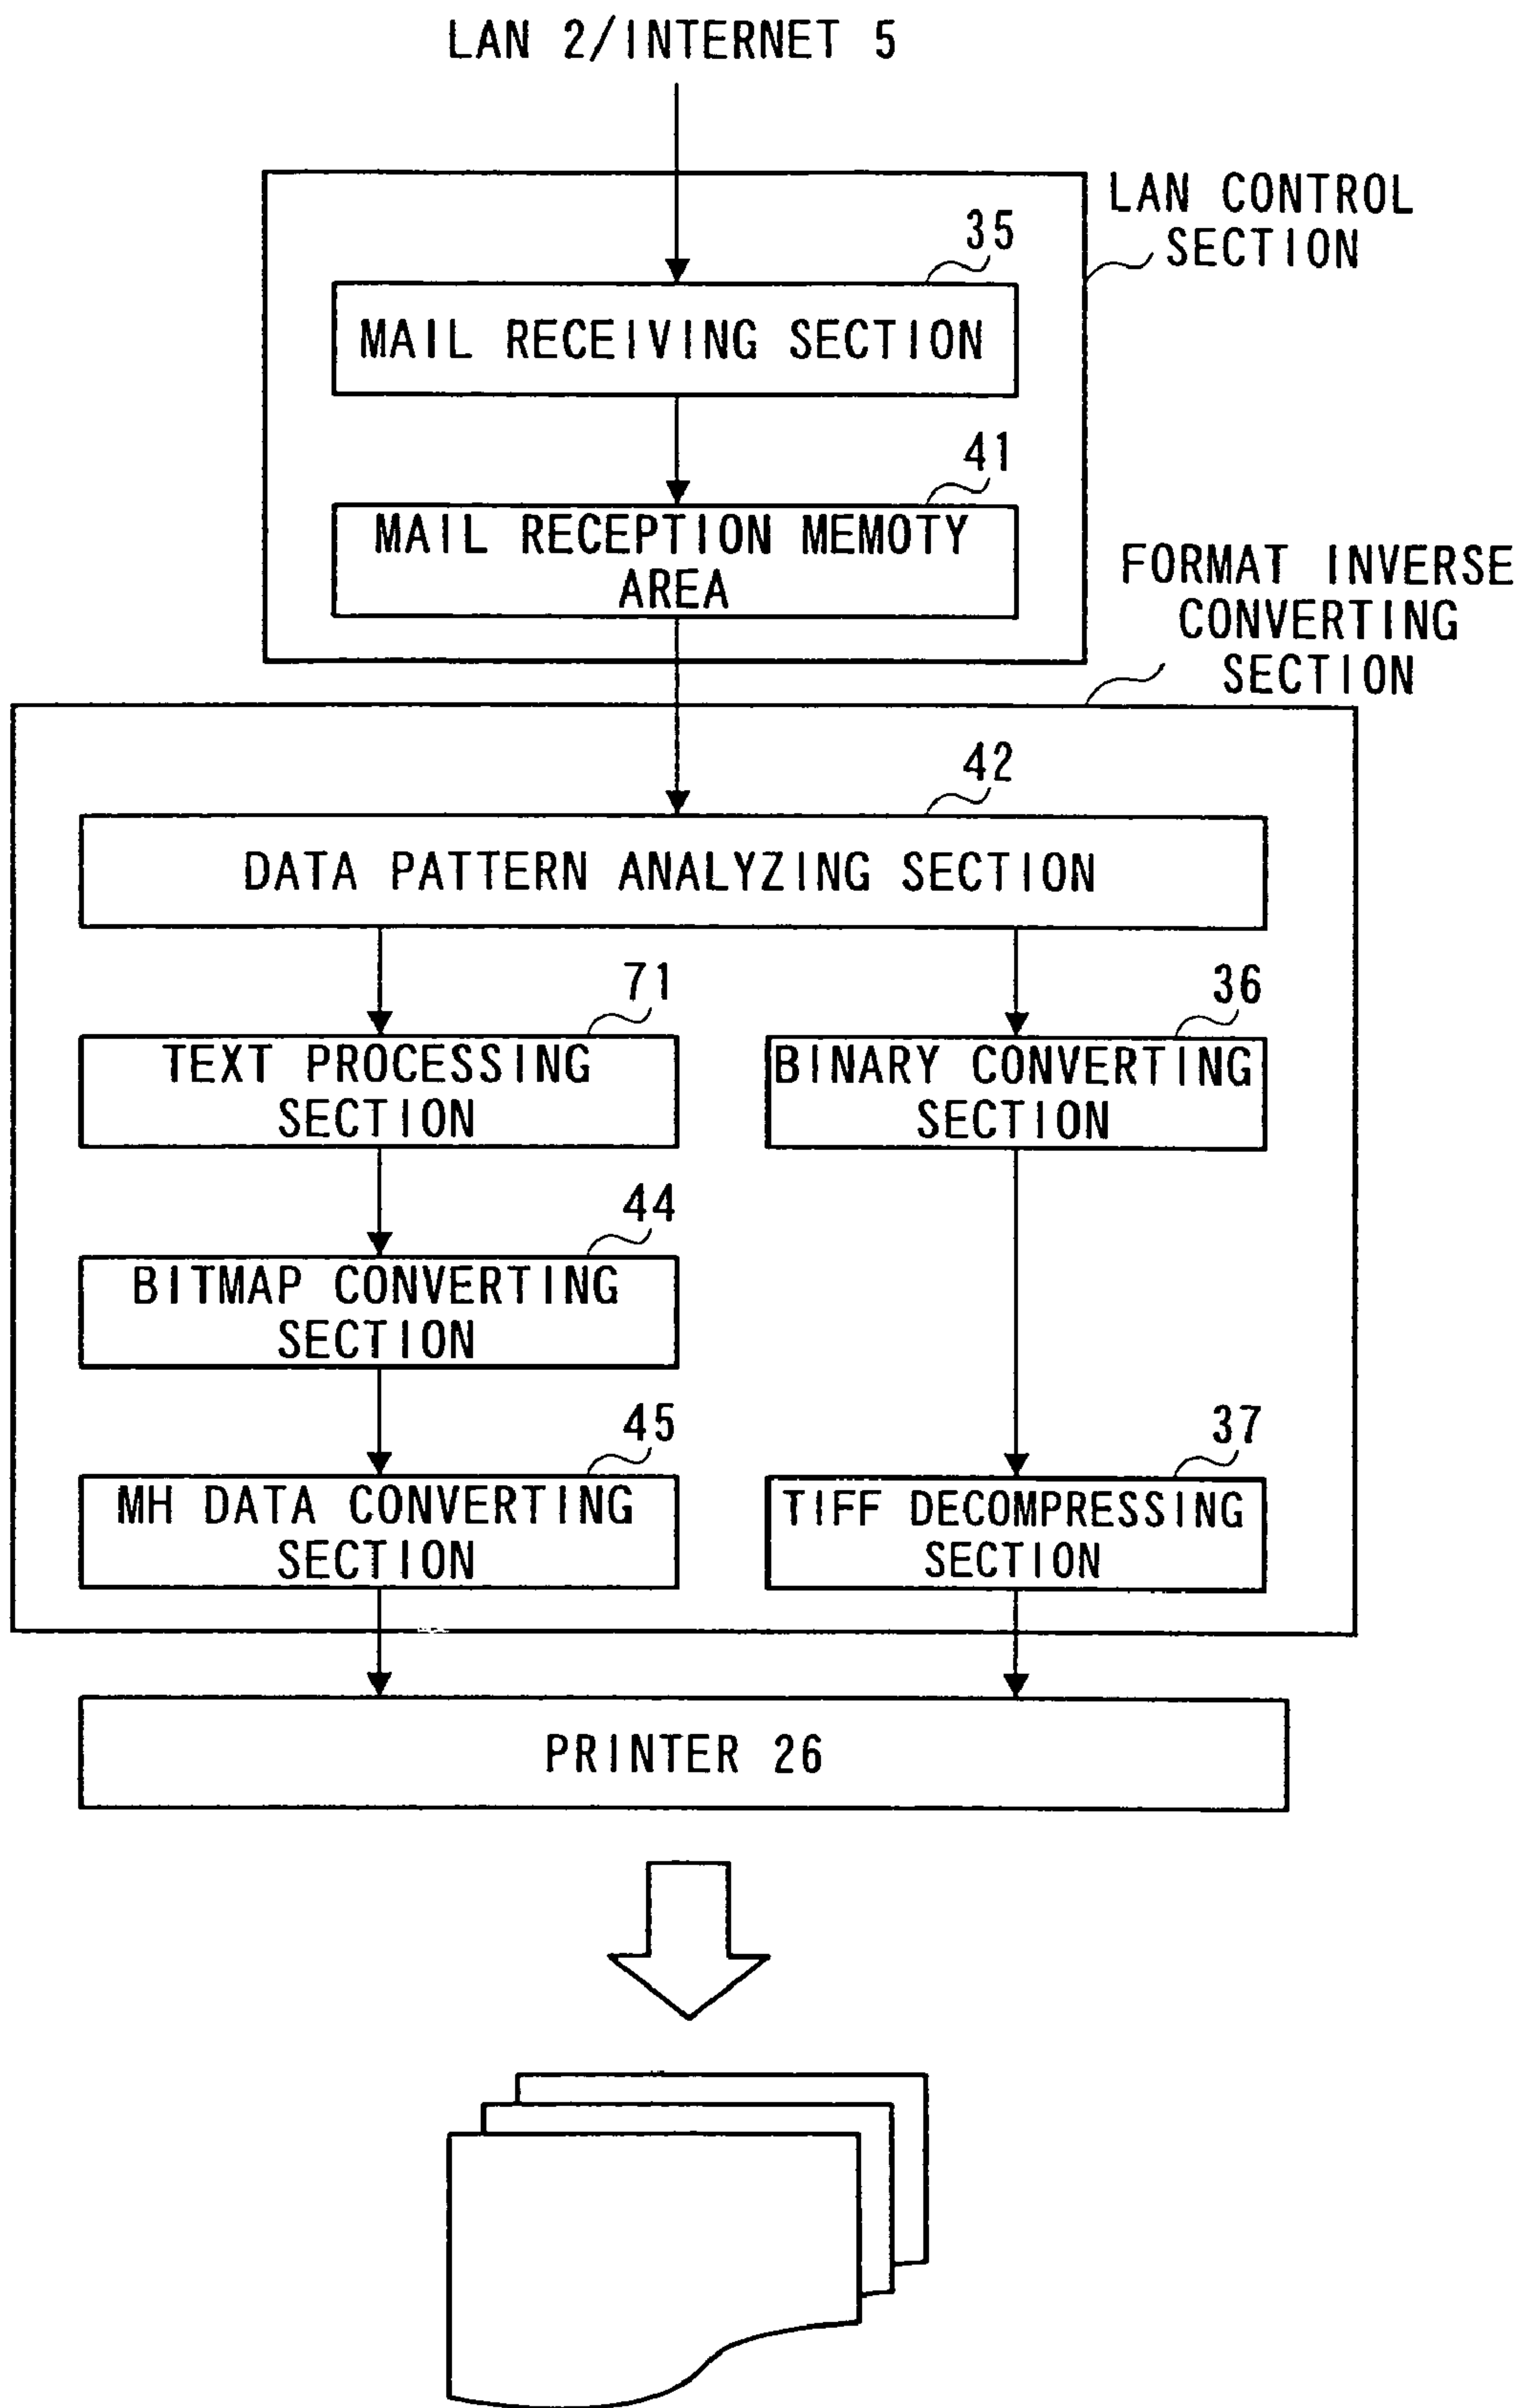 LAN 2/INTERNET 5
LAN CONTROL
SECTION
35
MAIL RECEIVING SECTION
41
MAIL RECEPTION MEMOTY
AREA
FORMAT INVERSE
CONVERTING
SECTION
42
DATA PATTERN ANALYZING SECTION
71
TEXT PROCESSING
SECTION
36
BINARY CONVERTING
SECTION
44
BITMAP CONVERTING
SECTION
45
MH DATA CONVERTING
SECTION
37
TIFF DECOMPRESSING
SECTION
PRINTER 26